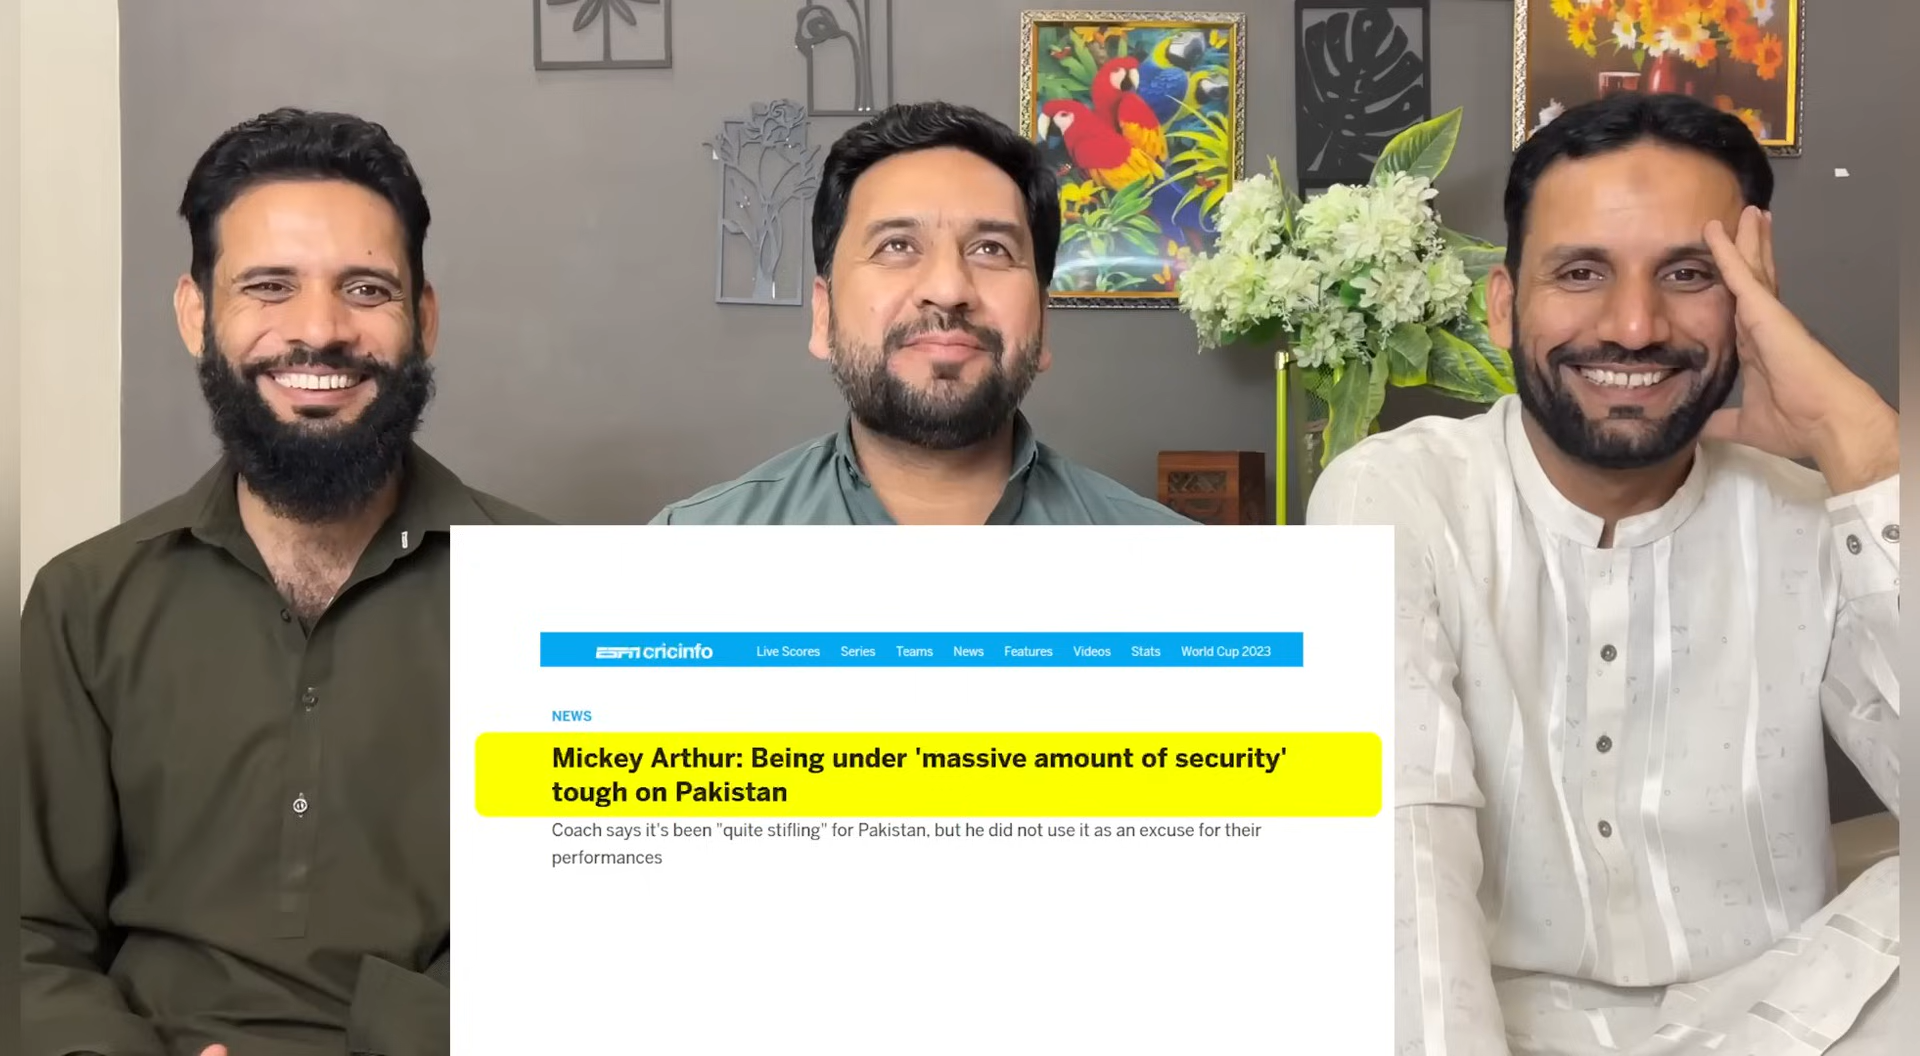 ESPN cricinfo Live Scores Series Teams News Features Videos Stats World Cup 2023
NEWS
Mickey Arthur: Being under 'massive amount of security'
tough on Pakistan
Coach says it's been "quite stifling" for Pakistan, but he did not use it as an excuse for their
performances